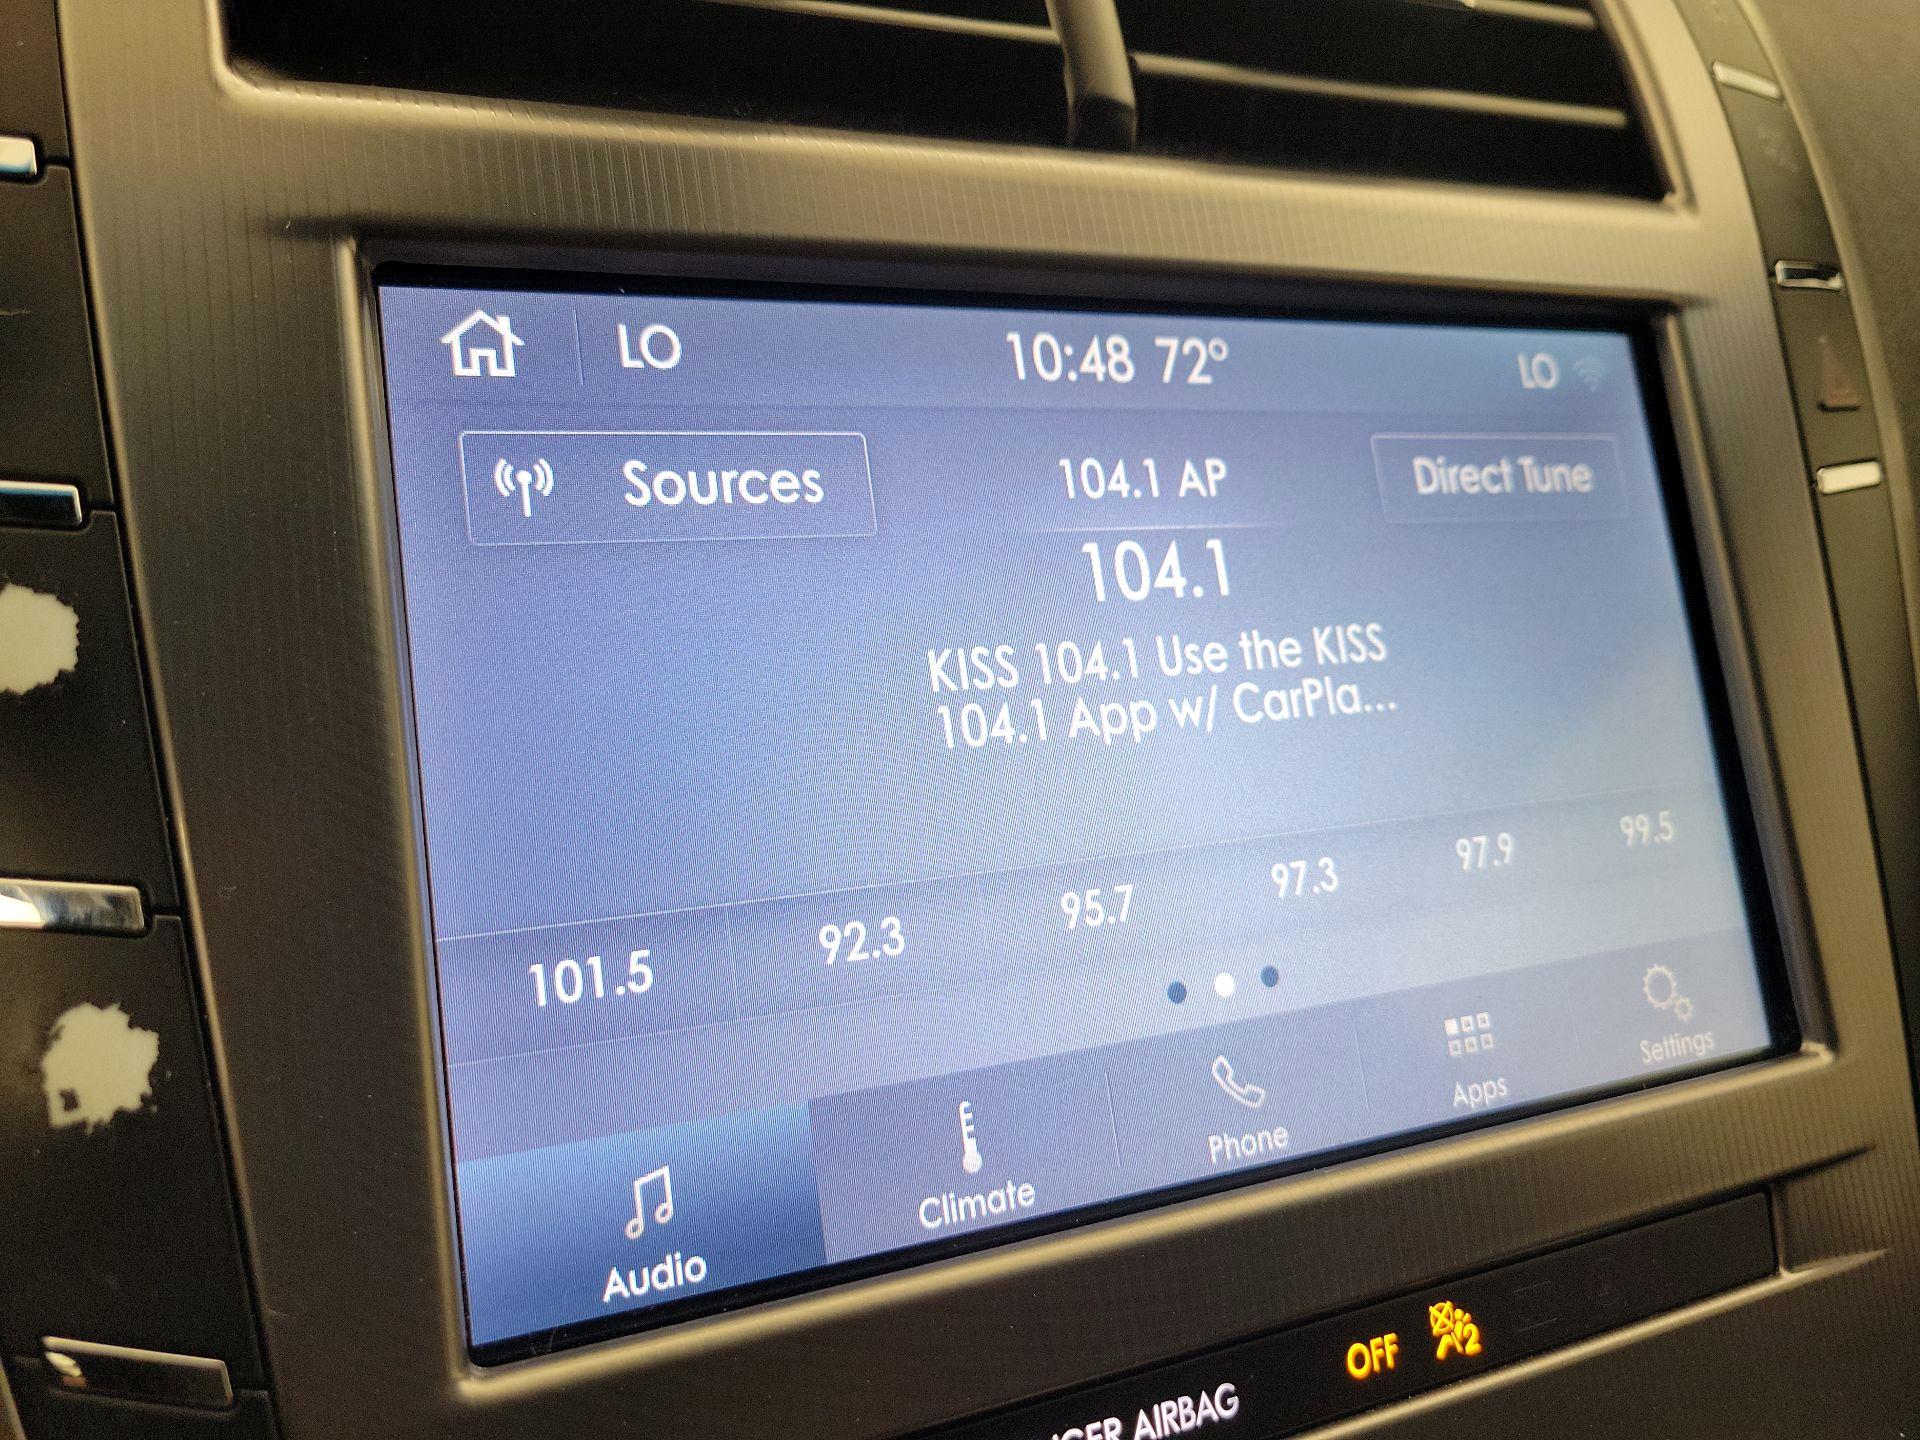 LO
10:48 72°
LO
Sources
104.1 AP
Direct Tune
104.1
KISS 104.1 Use the KISS
104.1 App w/ CarPla...
101.5
92.3
95.7
97.3
97.9
99.5
Audio
Climate
Phone
Apps
Settings
OFF
2
AIRBAG